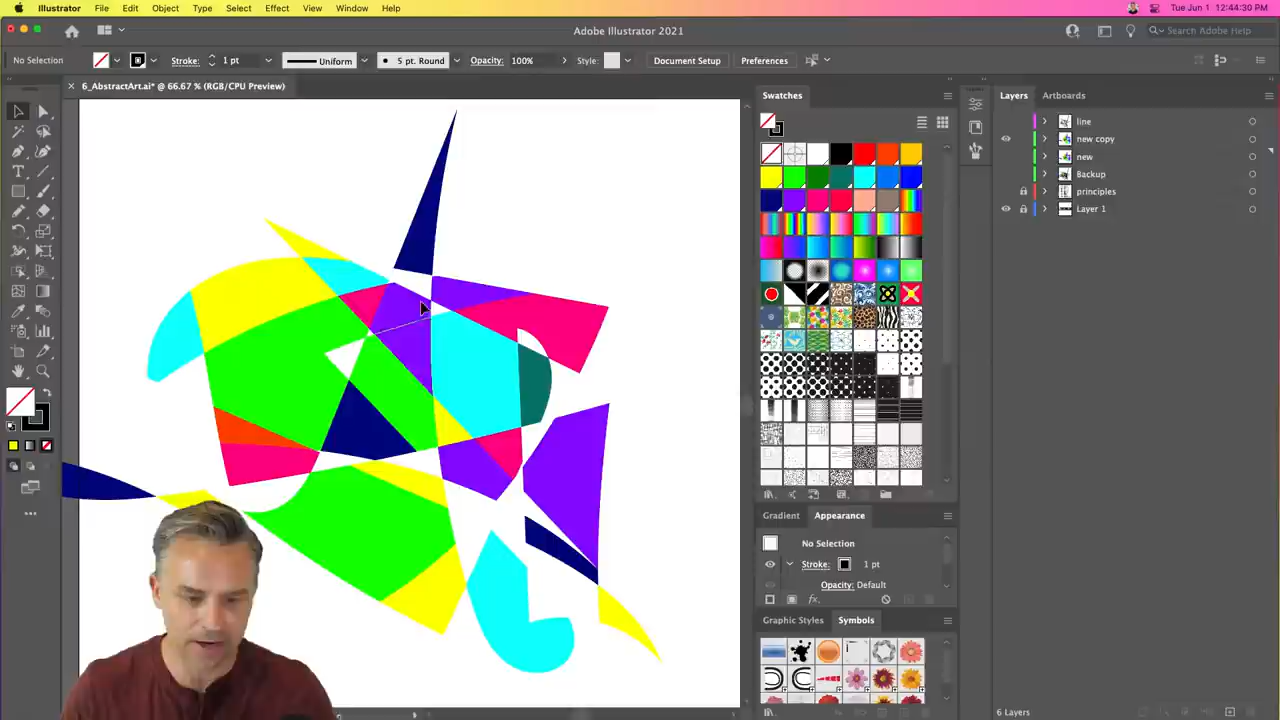 Illustrator File Edit Object Type Select Effect View Window Help
Tue Jun 1 12:44:30 PM
Adobe Illustrator 2021
Search Adobe Help
No Selection
Stroke: 1 pt
Uniform
5 pt. Round
Opacity: 100%
Style:
Document Setup
Preferences
6_AbstractArt.ai* @ 66.67 % (RGB/CPU Preview)
Swatches
Layers
Artboards
line
new copy
new
Backup
principles
Layer 1
Gradient
Appearance
No Selection
Stroke: 1 pt
Opacity: Default
fx.
Graphic Styles
Symbols
6 Layers